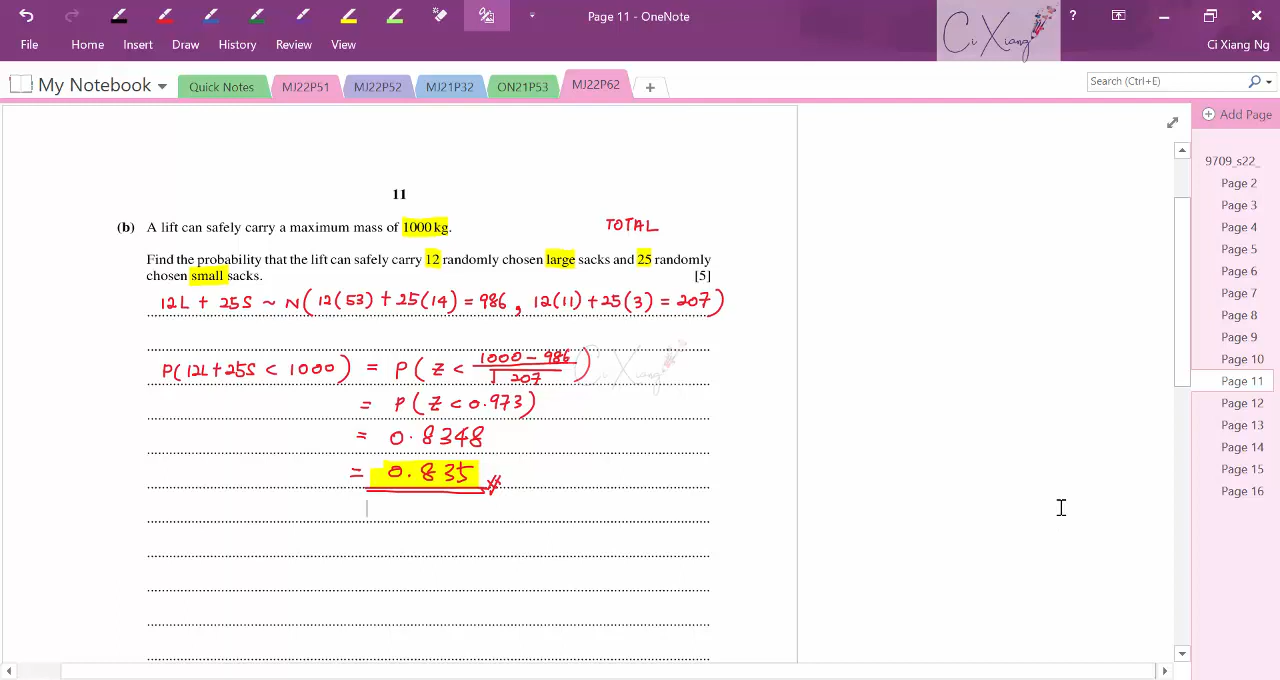 Page 11 - OneNote
Ci Xiang
?
File Home Insert Draw History Review View
Ci Xiang Ng
My Notebook
Quick Notes MJ22P51 MJ22P52 MJ21P32 ON21P53 MJ22P62 +
Search (Ctrl+E)
Add Page
9709_s22_
Page 2
Page 3
Page 4
Page 5
Page 6
Page 7
Page 8
Page 9
Page 10
Page 11
Page 12
Page 13
Page 14
Page 15
Page 16
11
(b) A lift can safely carry a maximum mass of 1000 kg.
TOTAL
Find the probability that the lift can safely carry 12 randomly chosen large sacks and 25 randomly
chosen small sacks. [5]
12L + 25S ~ N(12(53) + 25(14) = 986, 12(11) + 25(3) = 207)
P(12L+25S < 1000) = P(Z < (1000 - 986)/√207)
Ci Xiang
= P(Z < 0.973)
= 0.8348
= 0.835